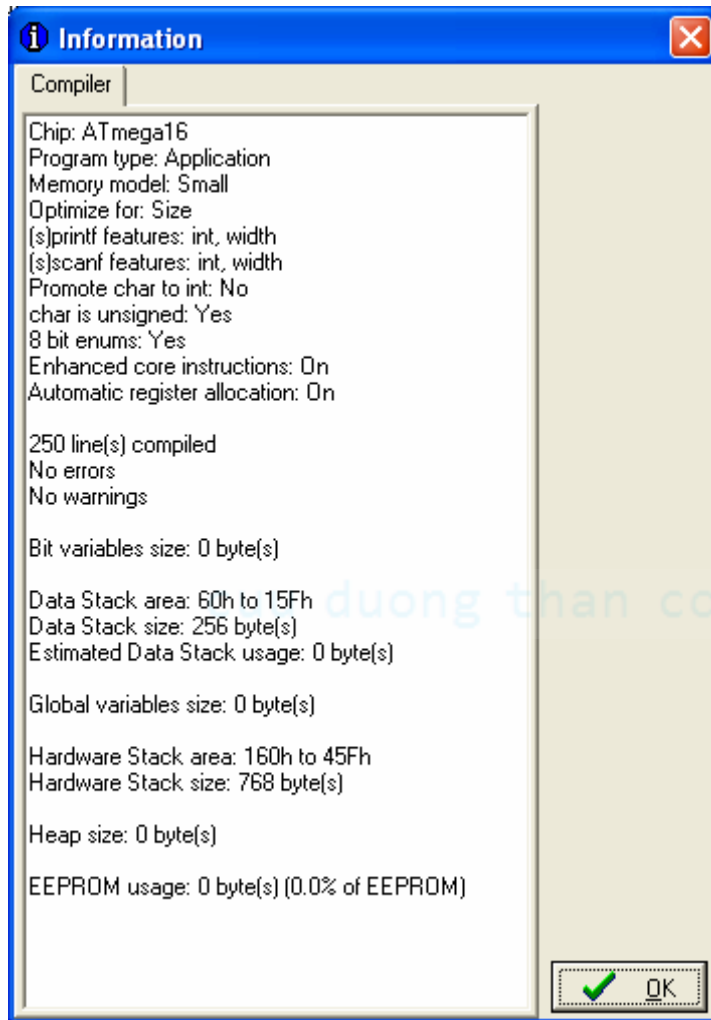 Information
Compiler
Chip: ATmega16
Program type: Application
Memory model: Small
Optimize for: Size
(s)printf features: int, width
(s)scanf features: int, width
Promote char to int: No
char is unsigned: Yes
8 bit enums: Yes
Enhanced core instructions: On
Automatic register allocation: On
250 line(s) compiled
No errors
No warnings
Bit variables size: 0 byte(s)
Data Stack area: 60h to 15Fh
duong than co
Data Stack size: 256 byte(s)
Estimated Data Stack usage: 0 byte(s)
Global variables size: 0 byte(s)
Hardware Stack area: 160h to 45Fh
Hardware Stack size: 768 byte(s)
Heap size: 0 byte(s)
EEPROM usage: 0 byte(s) (0.0% of EEPROM)
OK